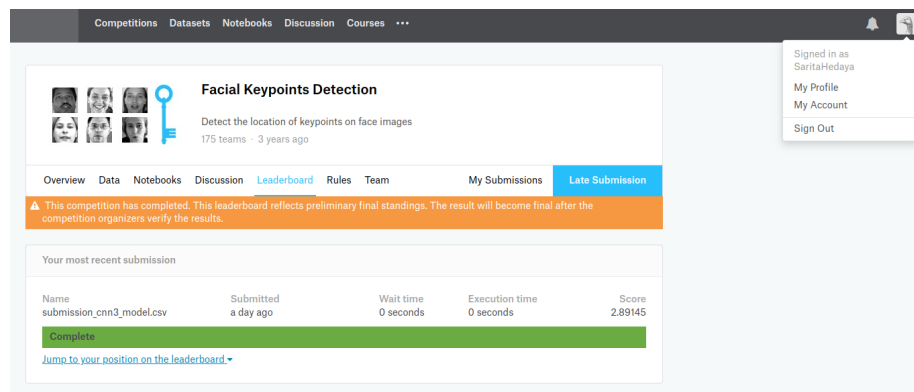 Competitions Datasets Notebooks Discussion Courses •••
Signed in as
SaritaHedaya
My Profile
My Account
Sign Out
Facial Keypoints Detection
Detect the location of keypoints on face images
175 teams · 3 years ago
Overview Data Notebooks Discussion Leaderboard Rules Team My Submissions Late Submission
This competition has completed. This leaderboard reflects preliminary final standings. The result will become final after the
competition organizers verify the results.
Your most recent submission
Name Submitted Wait time Execution time Score
submission_cnn3_model.csv a day ago 0 seconds 0 seconds 2.89145
Complete
Jump to your position on the leaderboard